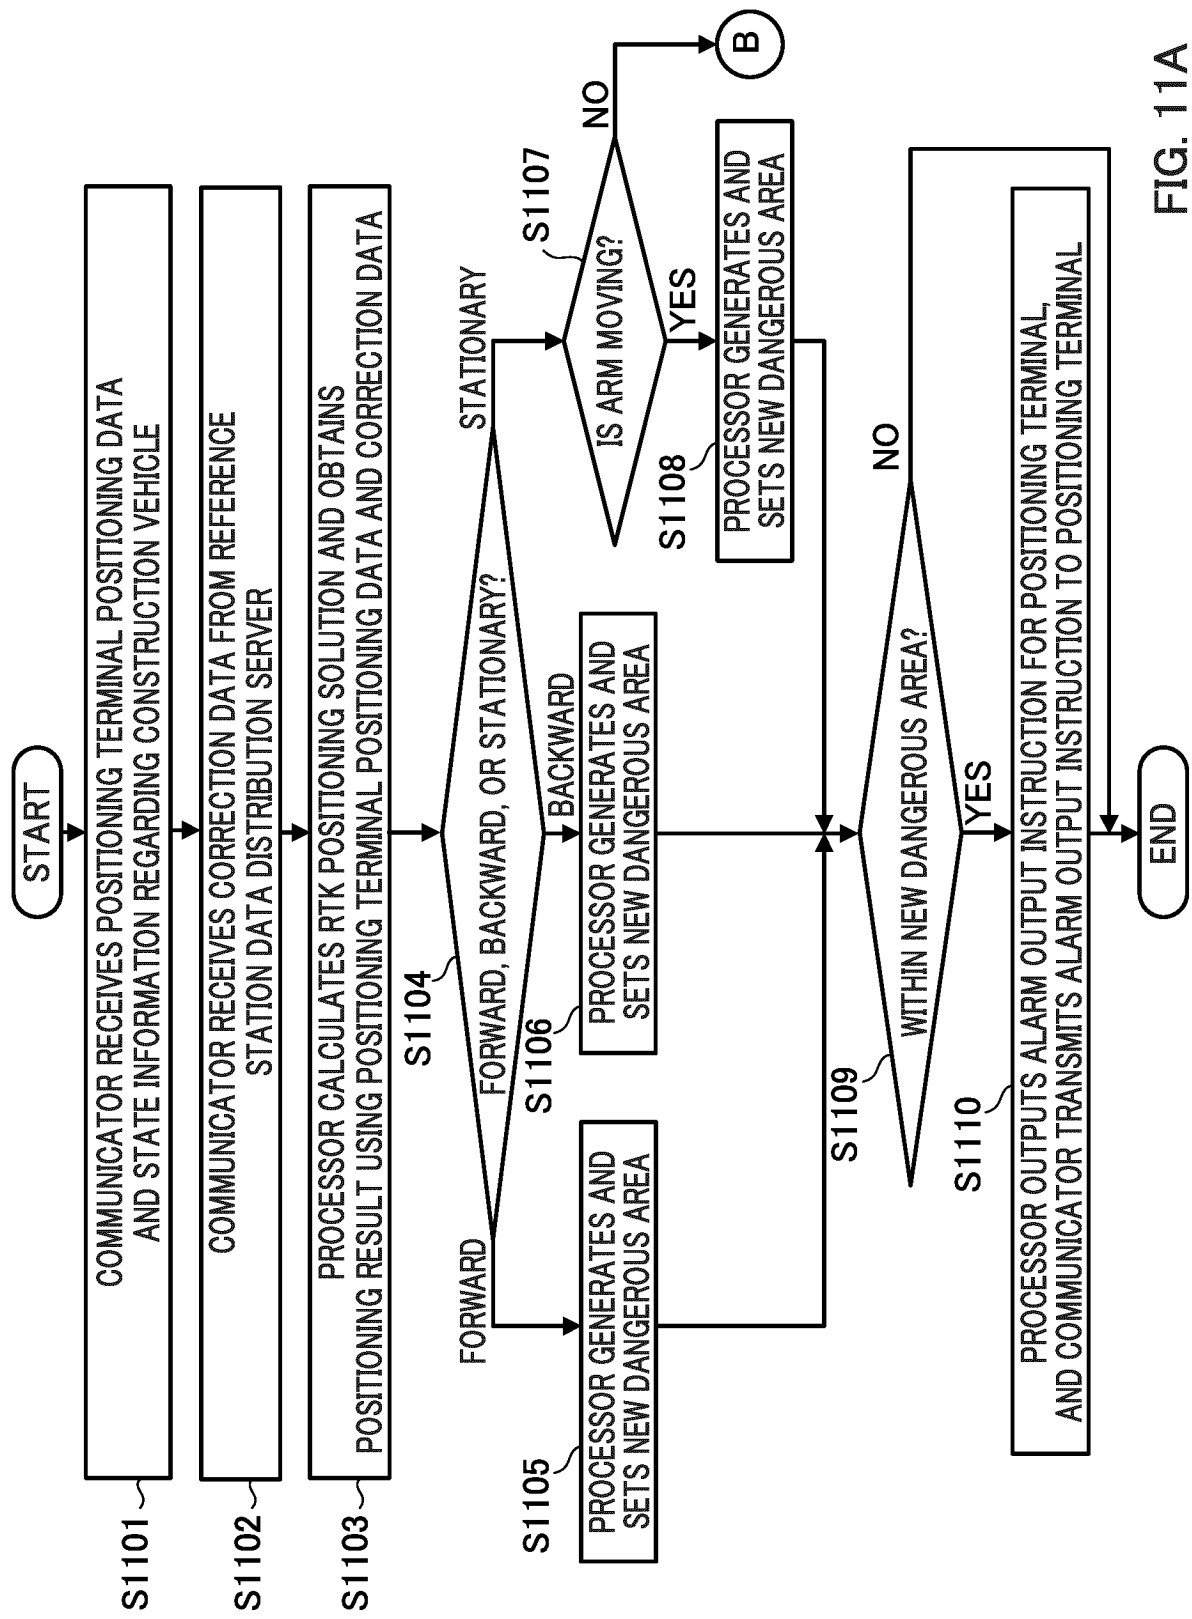 START
S1101
COMMUNICATOR RECEIVES POSITIONING TERMINAL POSITIONING DATA
AND STATE INFORMATION REGARDING CONSTRUCTION VEHICLE
S1102
COMMUNICATOR RECEIVES CORRECTION DATA FROM REFERENCE
STATION DATA DISTRIBUTION SERVER
S1103
PROCESSOR CALCULATES RTK POSITIONING SOLUTION AND OBTAINS
POSITIONING RESULT USING POSITIONING TERMINAL POSITIONING DATA AND CORRECTION DATA
S1104
FORWARD, BACKWARD, OR STATIONARY?
FORWARD
BACKWARD
STATIONARY
S1105
PROCESSOR GENERATES AND
SETS NEW DANGEROUS AREA
S1106
PROCESSOR GENERATES AND
SETS NEW DANGEROUS AREA
S1107
IS ARM MOVING?
NO
B
YES
S1108
PROCESSOR GENERATES AND
SETS NEW DANGEROUS AREA
S1109
WITHIN NEW DANGEROUS AREA?
NO
YES
S1110
PROCESSOR OUTPUTS ALARM OUTPUT INSTRUCTION FOR POSITIONING TERMINAL,
AND COMMUNICATOR TRANSMITS ALARM OUTPUT INSTRUCTION TO POSITIONING TERMINAL
END
FIG. 11A